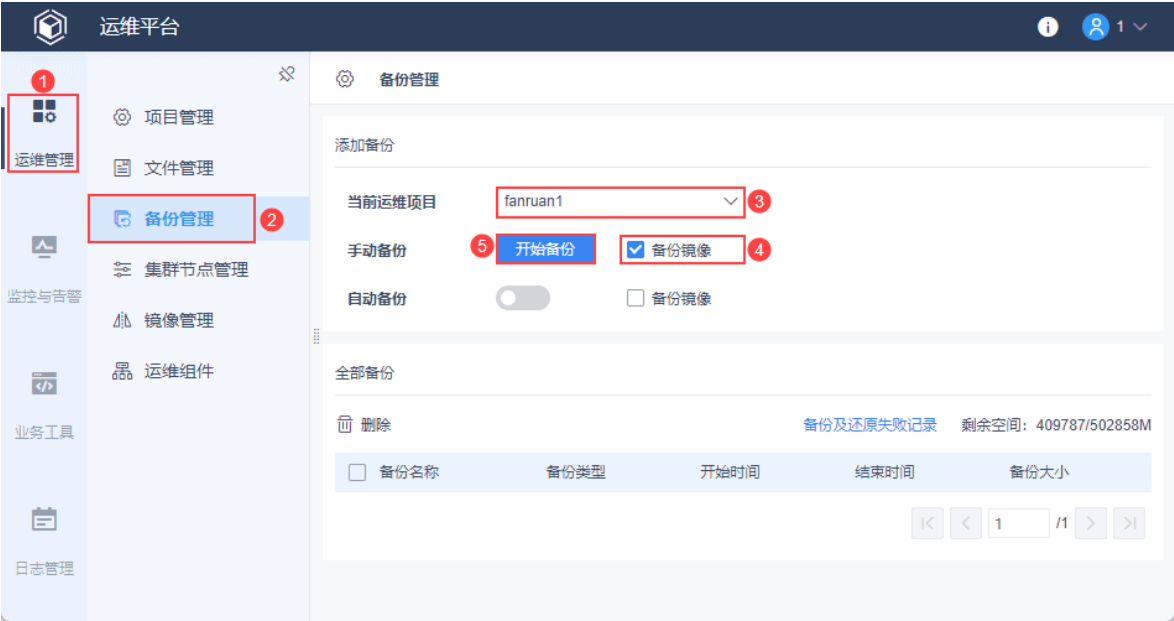 运维平台
1
1
运维管理
监控与告警
业务工具
日志管理
项目管理
文件管理
备份管理 2
集群节点管理
镜像管理
运维组件
备份管理
添加备份
当前运维项目 fanruan1 3
手动备份 5 开始备份 备份镜像 4
自动备份 备份镜像
全部备份
删除 备份及还原失败记录 剩余空间：409787/502858M
备份名称 备份类型 开始时间 结束时间 备份大小
1 /1